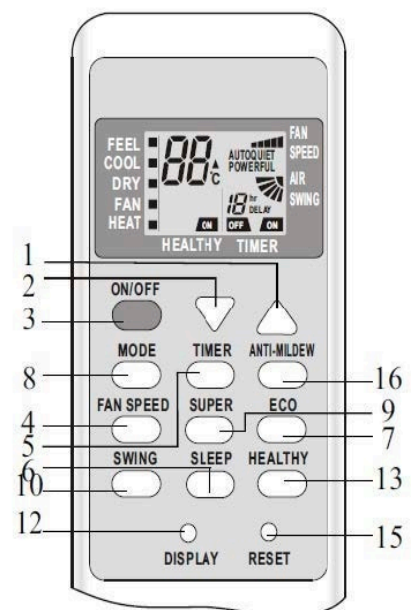 FEEL
COOL
DRY
FAN
HEAT
88
°C
AUTOQUIET
POWERFUL
FAN
SPEED
AIR
SWING
18 hr
DELAY
ON
OFF
ON
HEALTHY TIMER
1
2
ON/OFF
3
MODE TIMER ANTI-MILDEW
8
16
FAN SPEED SUPER ECO
9
4
5
7
6
SWING SLEEP HEALTHY
10
13
12
15
DISPLAY RESET